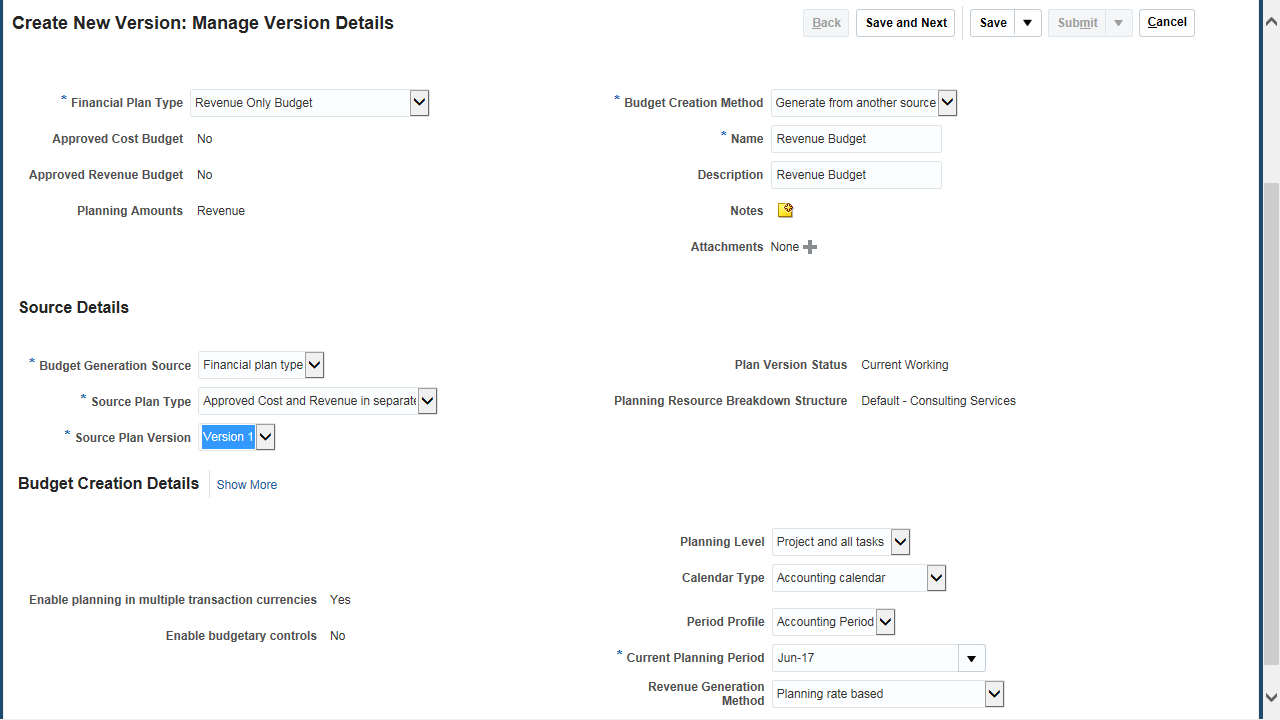 Create New Version: Manage Version Details
Back Save and Next Save Submit Cancel
* Financial Plan Type Revenue Only Budget
Approved Cost Budget No
Approved Revenue Budget No
Planning Amounts Revenue
* Budget Creation Method Generate from another source
* Name Revenue Budget
Description Revenue Budget
Notes
Attachments None
Source Details
* Budget Generation Source Financial plan type
* Source Plan Type Approved Cost and Revenue in separate
* Source Plan Version Version 1
Plan Version Status Current Working
Planning Resource Breakdown Structure Default - Consulting Services
Budget Creation Details Show More
Enable planning in multiple transaction currencies Yes
Enable budgetary controls No
Planning Level Project and all tasks
Calendar Type Accounting calendar
Period Profile Accounting Period
* Current Planning Period Jun-17
Revenue Generation
Method Planning rate based